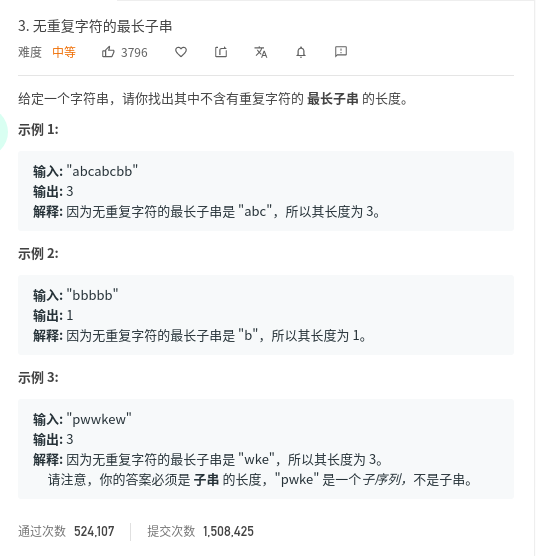 3. 无重复字符的最长子串
难度 中等 3796
给定一个字符串，请你找出其中不含有重复字符的 最长子串 的长度。
示例 1:
输入: "abcabcbb"
输出: 3
解释: 因为无重复字符的最长子串是 "abc"，所以其长度为 3。
示例 2:
输入: "bbbbb"
输出: 1
解释: 因为无重复字符的最长子串是 "b"，所以其长度为 1。
示例 3:
输入: "pwwkew"
输出: 3
解释: 因为无重复字符的最长子串是 "wke"，所以其长度为 3。
请注意，你的答案必须是 子串 的长度，"pwke" 是一个子序列，不是子串。
通过次数 524,107 提交次数 1,508,425